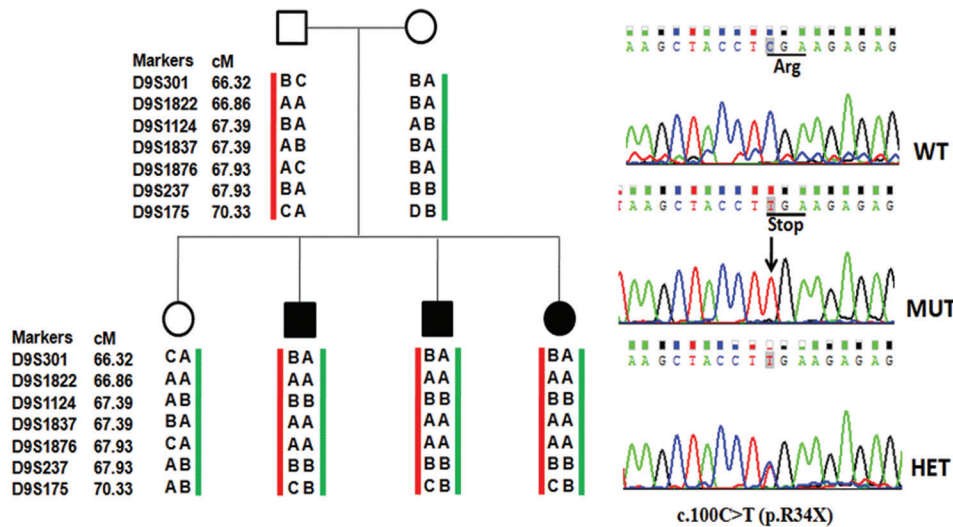 Markers cM
D9S301 66.32 B C B A
D9S1822 66.86 A A B A
D9S1124 67.39 B A A B
D9S1837 67.39 A B B A
D9S1876 67.93 A C B A
D9S237 67.93 B A B B
D9S175 70.33 C A D B
Markers cM
D9S301 66.32 C A B A B A B A
D9S1822 66.86 A A A A A A A A
D9S1124 67.39 A B B B B B B B
D9S1837 67.39 B A A A A A A A
D9S1876 67.93 C A A A A A A A
D9S237 67.93 A B B B B B B B
D9S175 70.33 A B C B C B C B
A A G C T A C C T C G A A G A G A G
Arg
WT
T A A G C T A C C T T G A A G A G A G
Stop
MUT
A A G C T A C C T T G A A G A G A G
HET
c.100C>T (p.R34X)